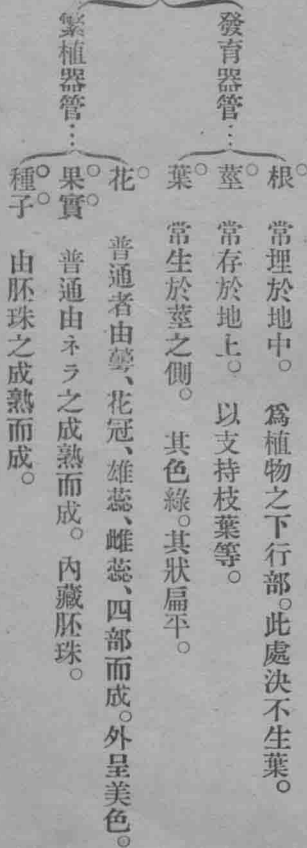 發育器管…
根 常埋於地中。爲植物之下行部。此處決不生葉。
莖 常存於地上。以支持枝葉等。
葉 常生於莖之側。其色綠。其狀扁平。
繁植器管…
花 普通者由萼、花冠、雄蕊、雌蕊、四部而成。外呈美色。
果實 普通由ネラ之成熟而成。內藏胚珠。
種子 由胚珠之成熟而成。